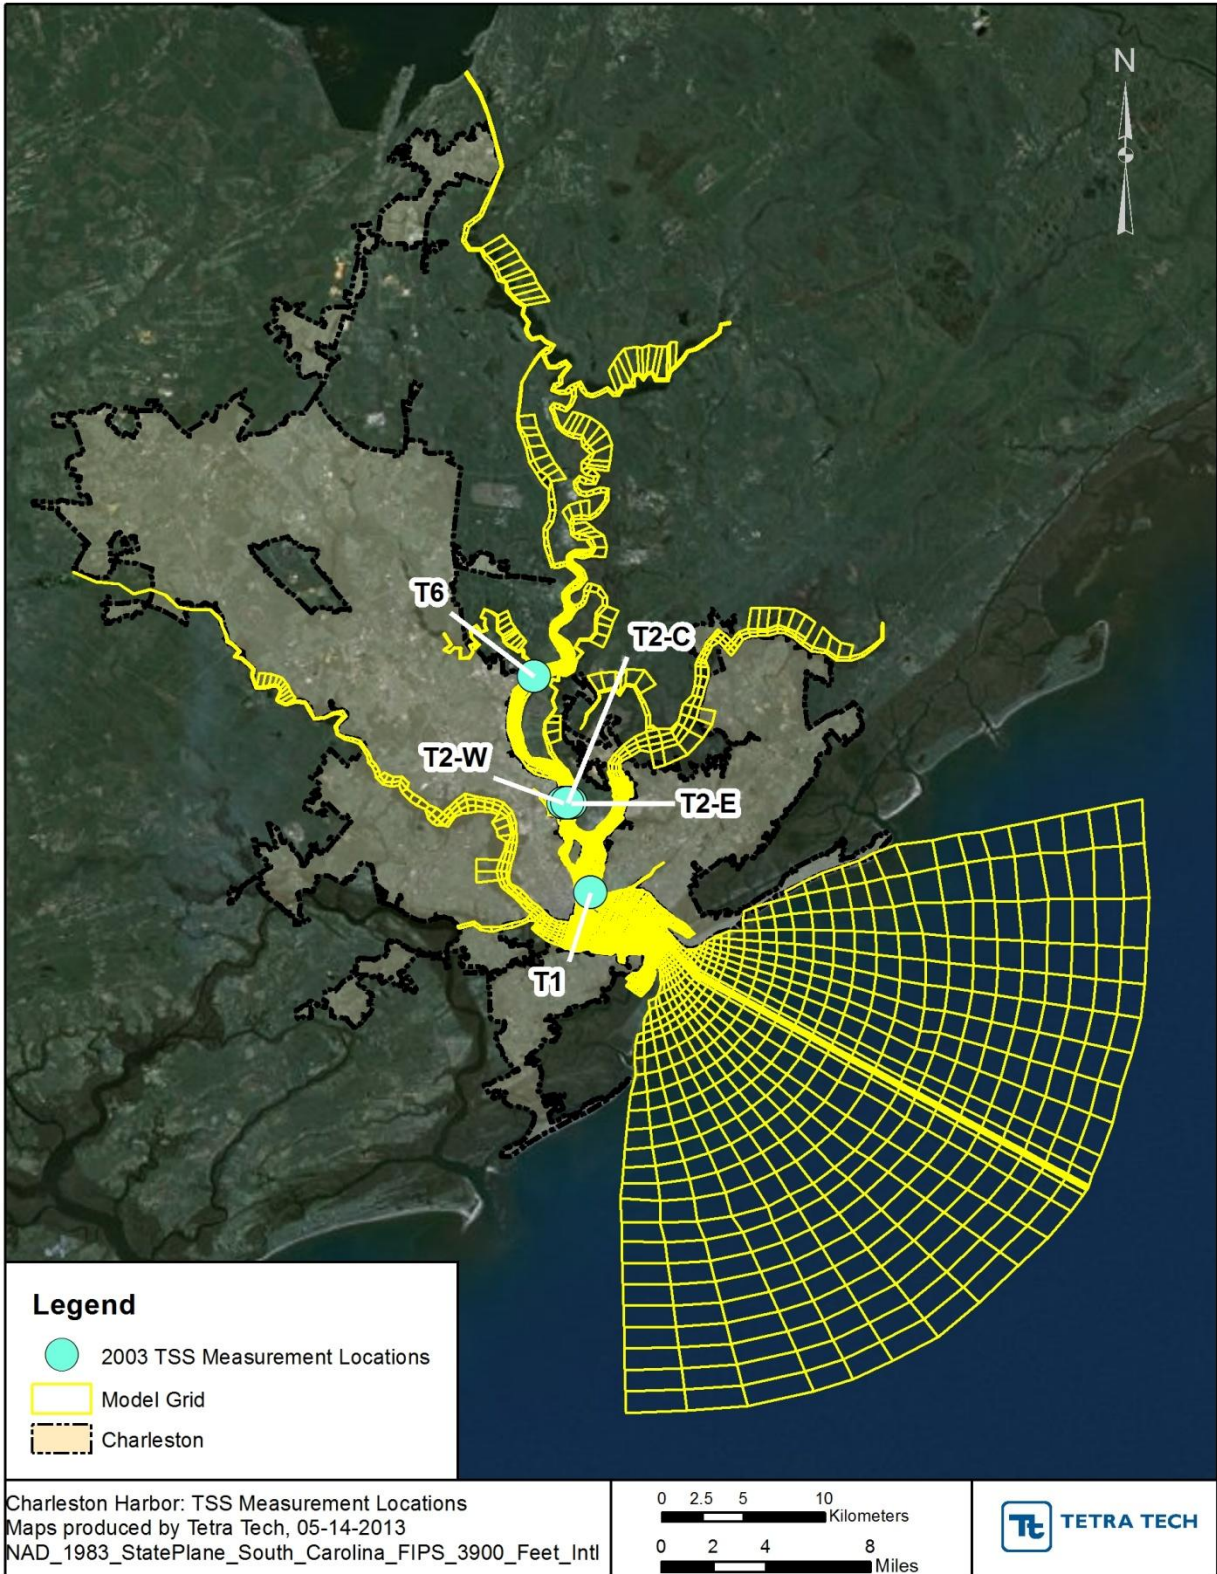 N
T6
T2-C
T2-W
T2-E
T1
Legend
2003 TSS Measurement Locations
Model Grid
Charleston
Charleston Harbor: TSS Measurement Locations
Maps produced by Tetra Tech, 05-14-2013
NAD_1983_StatePlane_South_Carolina_FIPS_3900_Feet_Intl
0 2.5 5 10
Kilometers
0 2 4 8
Miles
Tt TETRA TECH